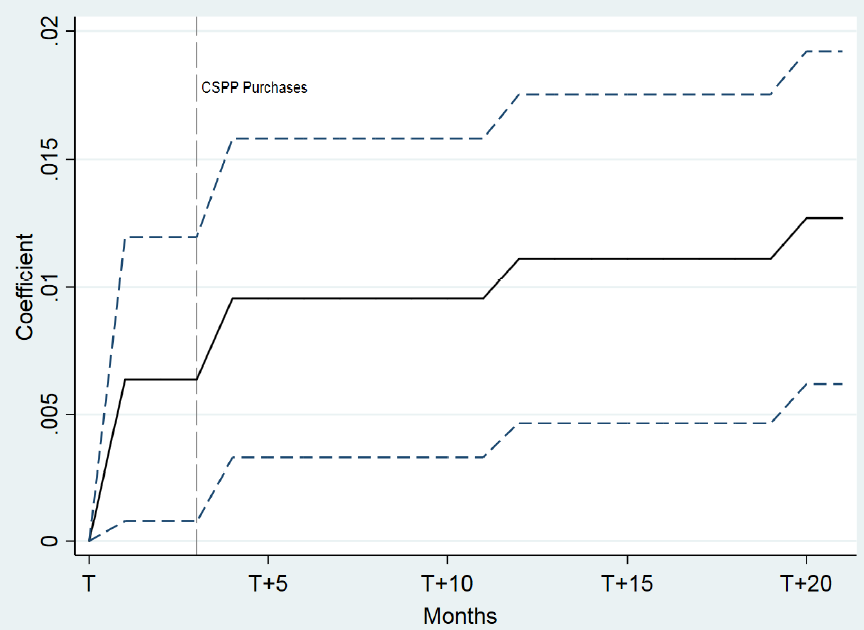 .02
CSPP Purchases
.015
.01
.005
0
Coefficient
T T+5 T+10 T+15 T+20
Months